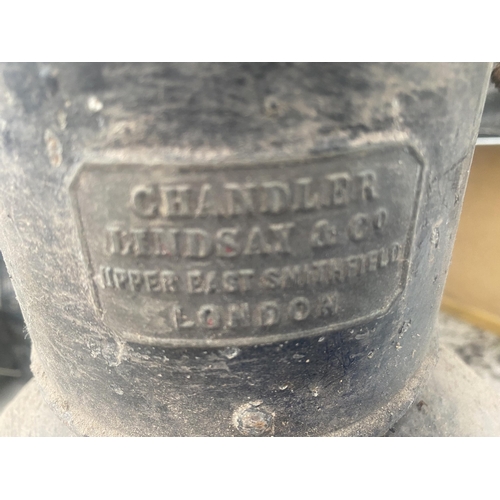 CHANDLER
LINDSAY & Co
UPPER EAST SMITHFIELD
LONDON